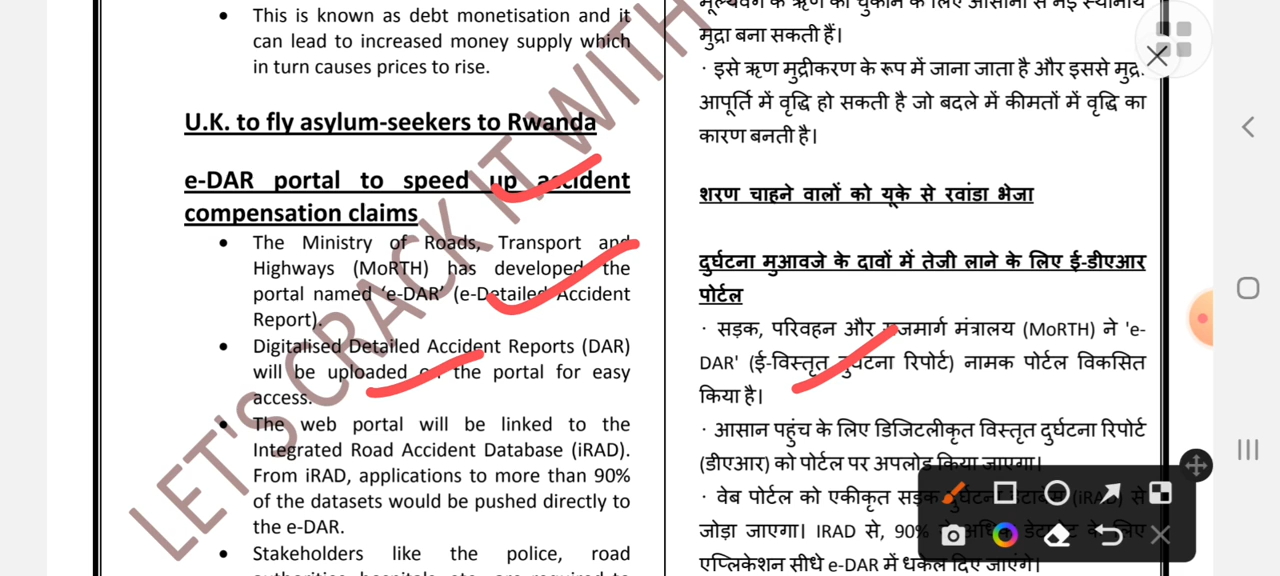 This is known as debt monetisation and it
can lead to increased money supply which
in turn causes prices to rise.
U.K. to fly asylum-seekers to Rwanda
e-DAR portal to speed up accident
compensation claims
The Ministry of Roads, Transport and
Highways (MoRTH) has developed the
portal named 'e-DAR' (e-Detailed Accident
Report).
Digitalised Detailed Accident Reports (DAR)
will be uploaded on the portal for easy
access.
The web portal will be linked to the
Integrated Road Accident Database (iRAD).
From iRAD, applications to more than 90%
of the datasets would be pushed directly to
the e-DAR.
Stakeholders like the police, road
मुद्रा बना सकती हैं।
· इसे ऋण मुद्रीकरण के रूप में जाना जाता है और इससे
आपूर्ति में वृद्धि हो सकती है जो बदले में कीमतों में वृद्धि का
कारण बनती है।
शरण चाहने वालों को यूके से रवांडा भेजा
दुर्घटना मुआवजे के दावों में तेजी लाने के लिए ई-डीएआर
पोर्टल
· सड़क, परिवहन और राजमार्ग मंत्रालय (MoRTH) ने 'e-
DAR' (ई-विस्तृत दुर्घटना रिपोर्ट) नामक पोर्टल विकसित
किया है।
· आसान पहुंच के लिए डिजिटलीकृत विस्तृत दुर्घटना रिपोर्ट
(डीएआर) को पोर्टल पर अपलोड किया जाएगा।
· वेब पोर्टल को एकीकृत सड़क दुर्घटना डेटाबेस (iRAD) से
जोड़ा जाएगा। IRAD से, 90% से अधिक डेटासेट के लिए
एप्लिकेशन सीधे e-DAR में धकेल दिए जाएंगे।
LET'S CRACK IT WITH